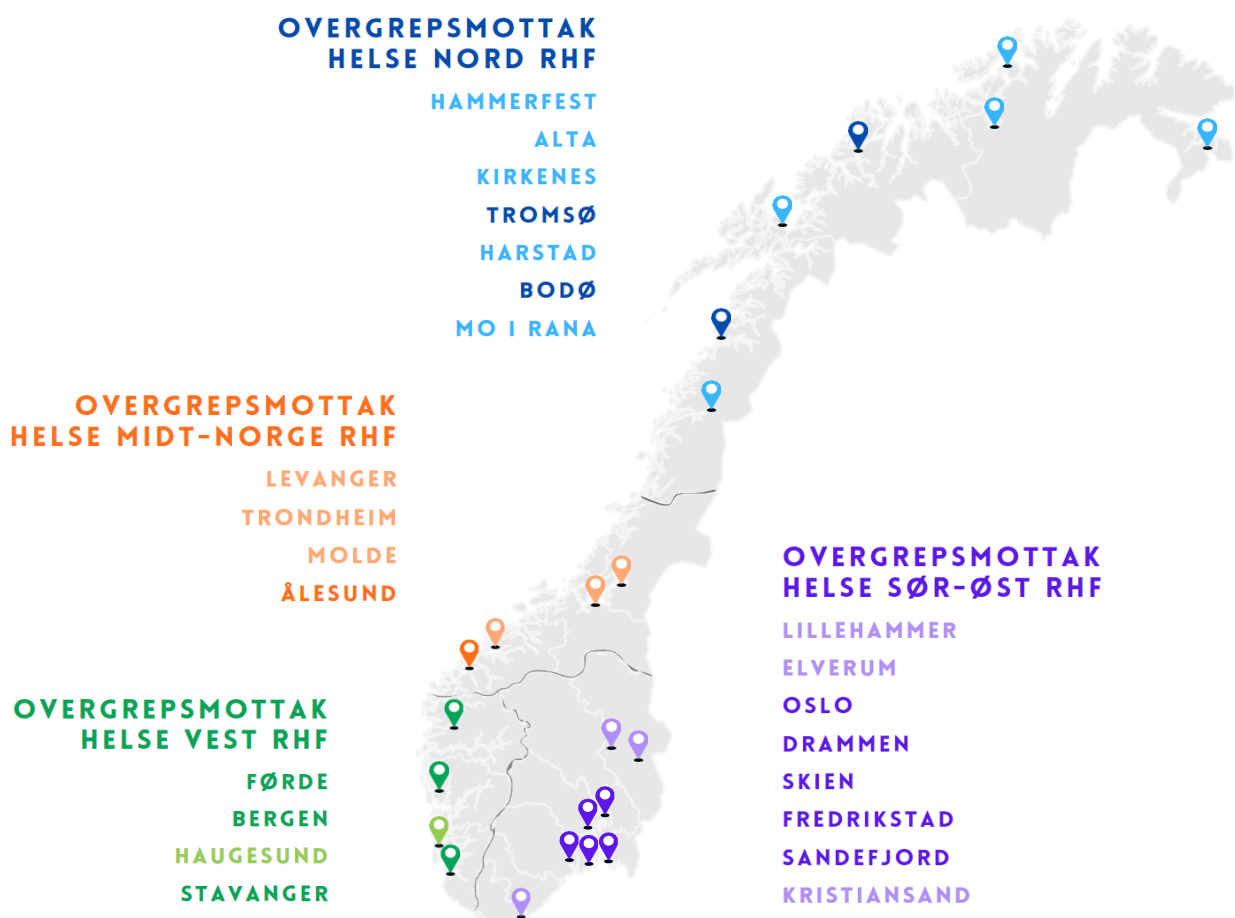 OVERGREPSMOTTAK
HELSE NORD RHF
HAMMERFEST
ALTA
KIRKENES
TROMSØ
HARSTAD
BODØ
MO I RANA
OVERGREPSMOTTAK
HELSE MIDT-NORGE RHF
LEVANGER
TRONDHEIM
MOLDE
ÅLESUND
OVERGREPSMOTTAK
HELSE VEST RHF
FØRDE
BERGEN
HAUGESUND
STAVANGER
OVERGREPSMOTTAK
HELSE SØR-ØST RHF
LILLEHAMMER
ELVERUM
OSLO
DRAMMEN
SKIEN
FREDRIKSTAD
SANDEFJORD
KRISTIANSAND